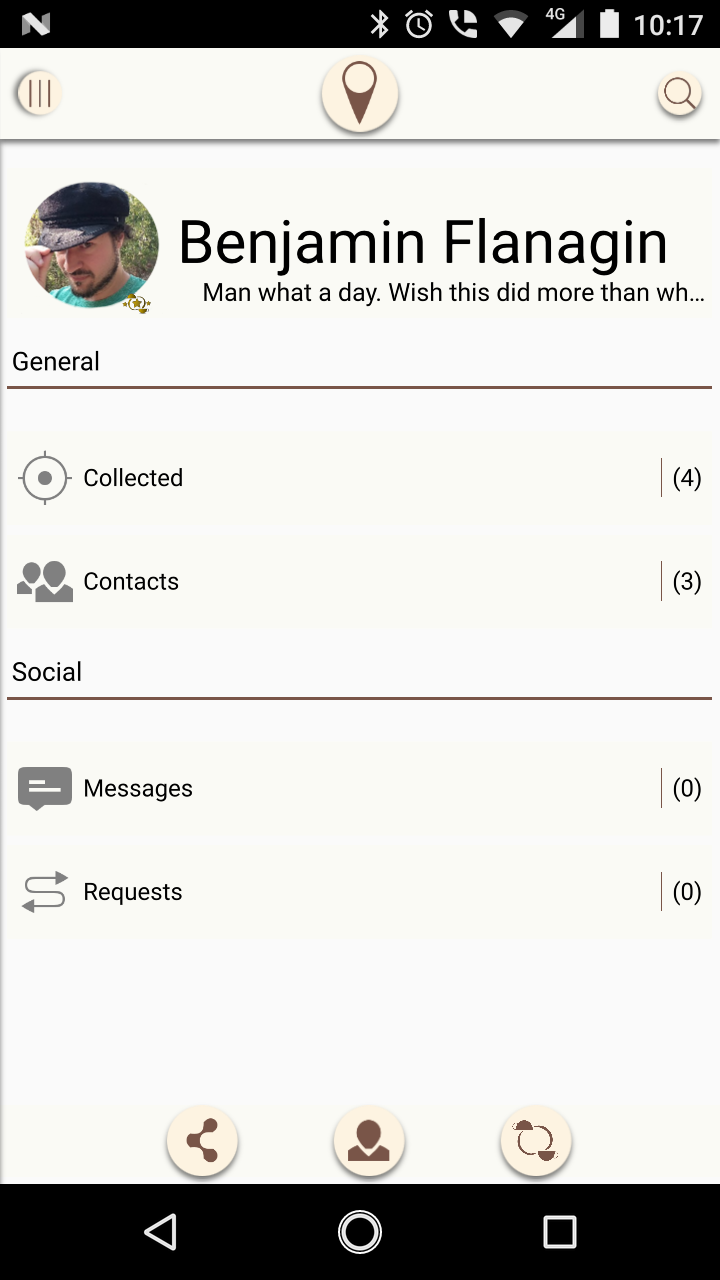 4G 10:17
Benjamin Flanagin
Man what a day. Wish this did more than wh...
General
Collected (4)
Contacts (3)
Social
Messages (0)
Requests (0)